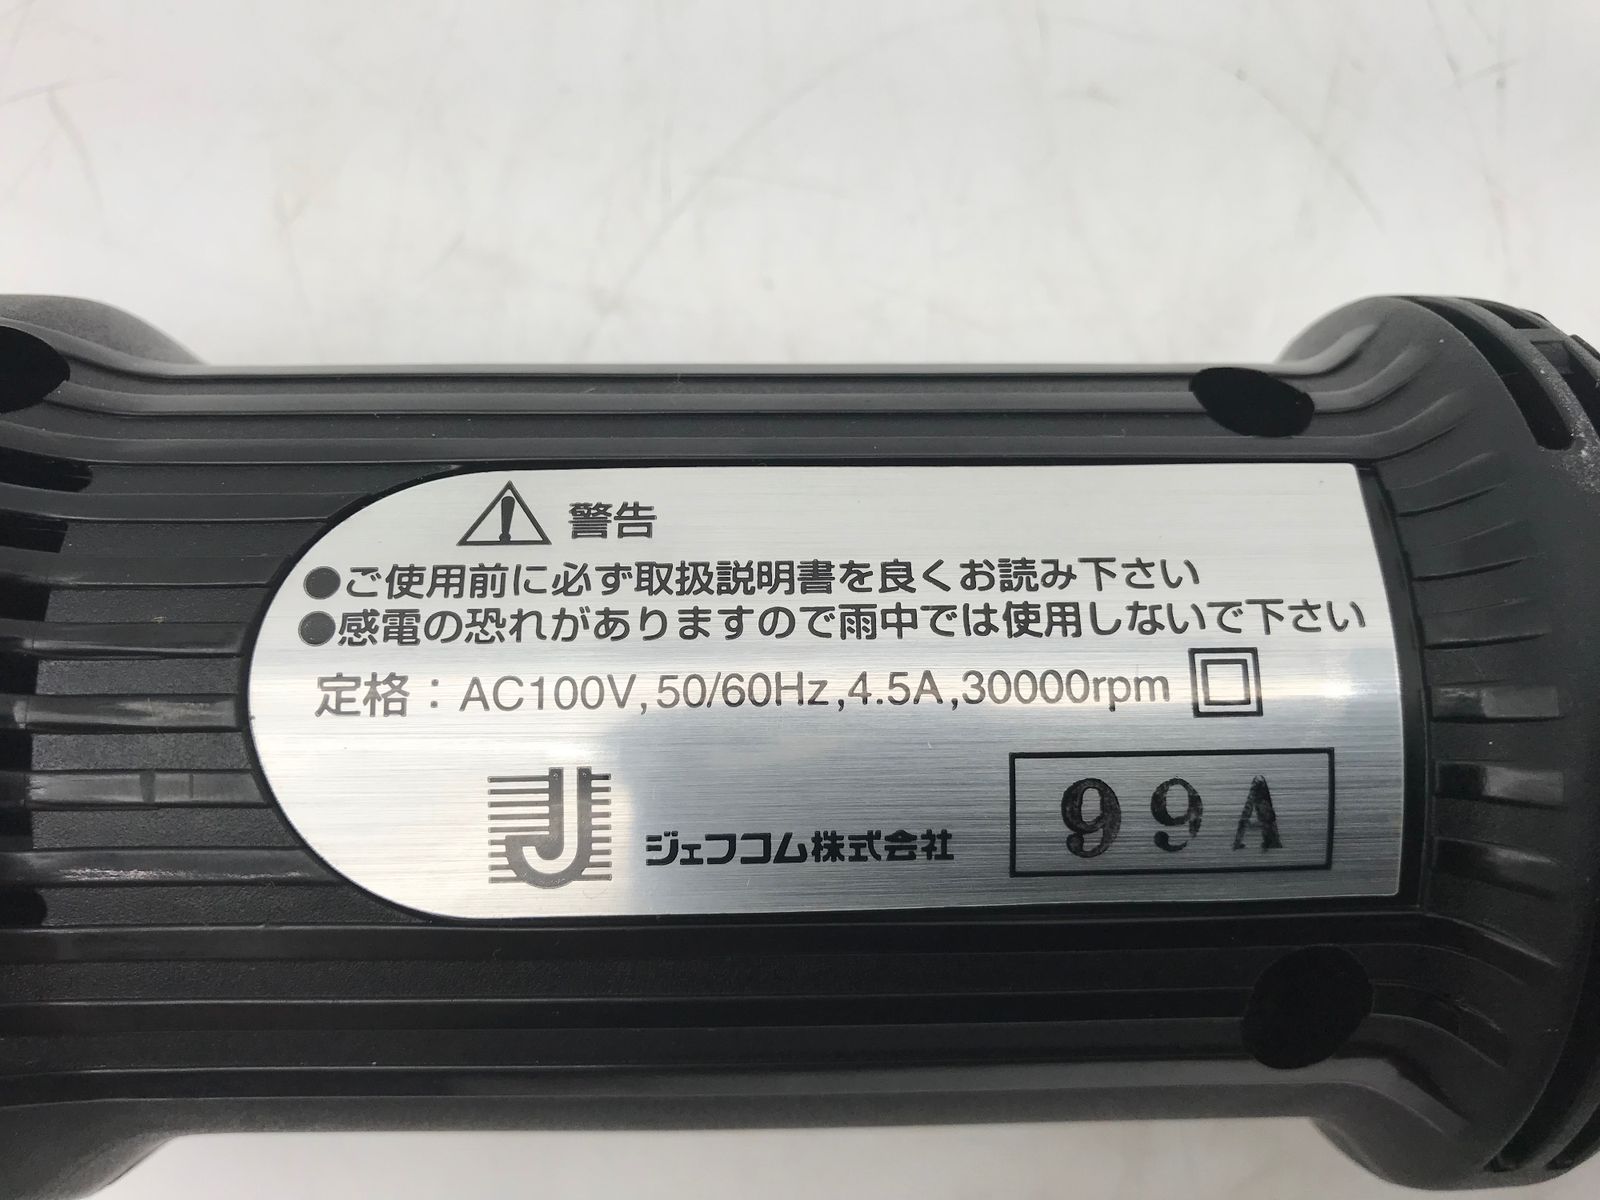 警告
●ご使用前に必ず取扱説明書を良くお読み下さい
●感電の恐れがありますので雨中では使用しないで下さい
定格：AC100V,50/60Hz,4.5A,30000rpm
J
ジェフコム株式会社
99A